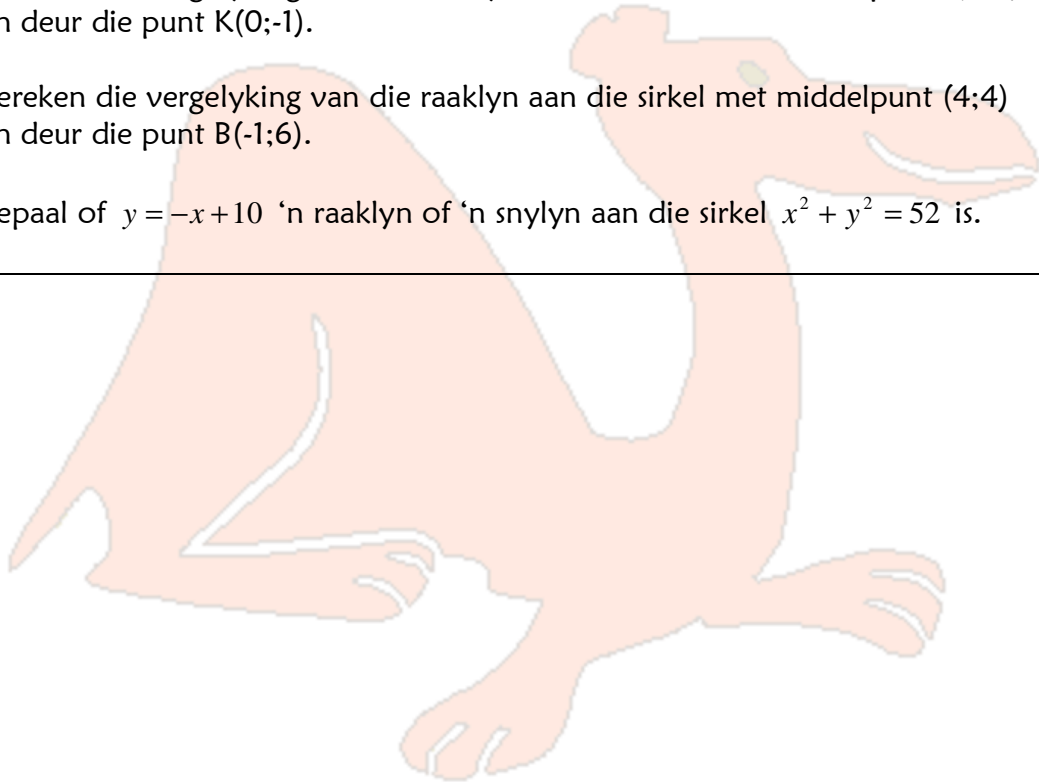 n deur die punt K(0;-1).
ereken die vergelyking van die raaklyn aan die sirkel met middelpunt (4;4)
n deur die punt B(-1;6).
epaal of y = −x + 10 ‘n raaklyn of ‘n snylyn aan die sirkel x² + y² = 52 is.